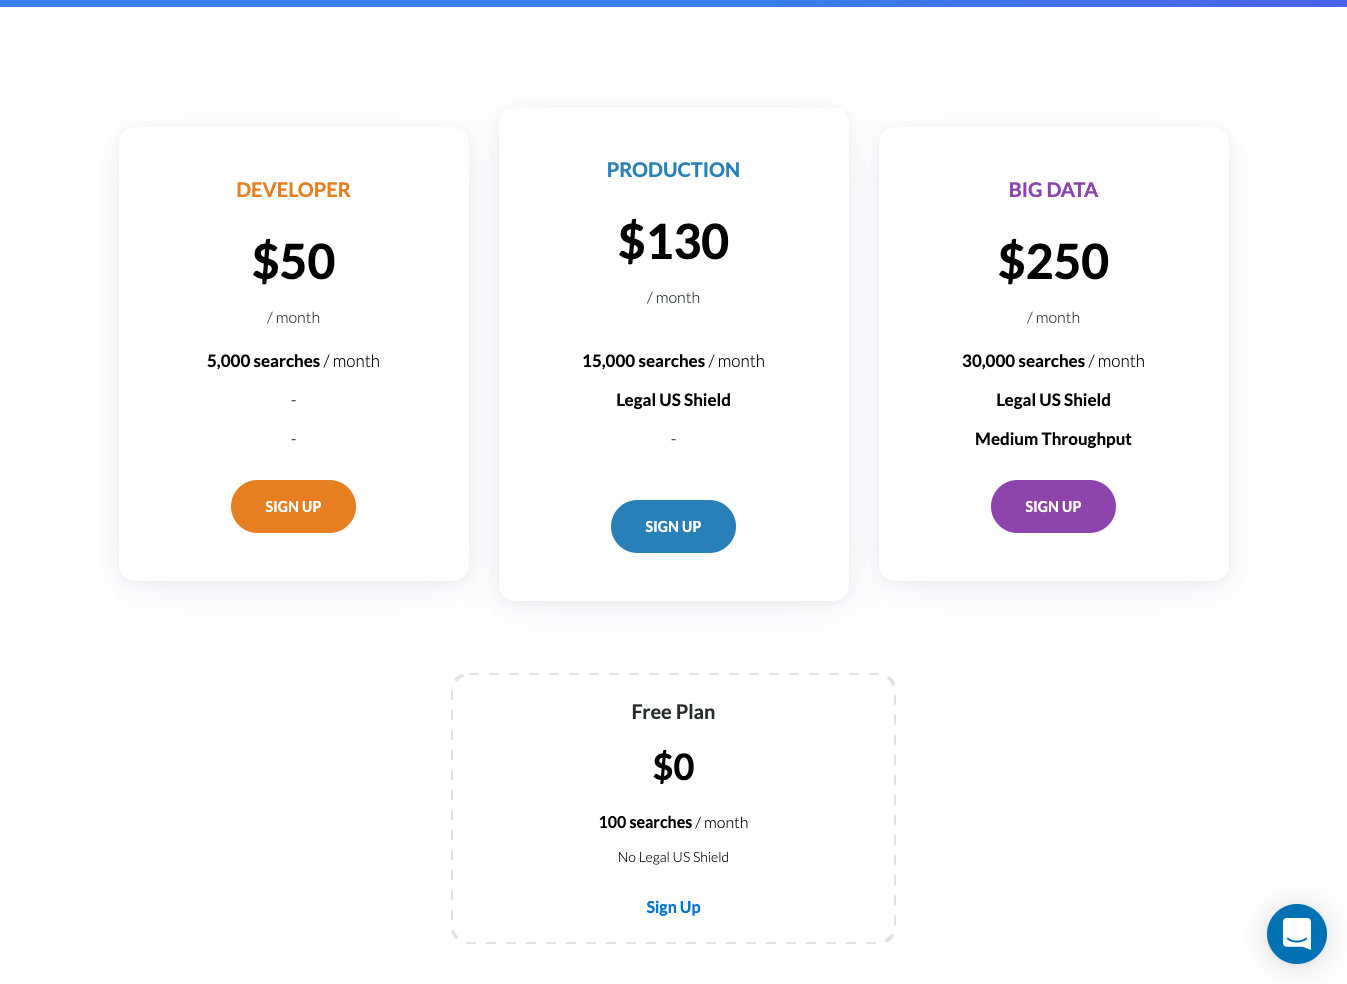 DEVELOPER
$50
/ month
5,000 searches / month
-
-
SIGN UP
PRODUCTION
$130
/ month
15,000 searches / month
Legal US Shield
-
SIGN UP
BIG DATA
$250
/ month
30,000 searches / month
Legal US Shield
Medium Throughput
SIGN UP
Free Plan
$0
100 searches / month
No Legal US Shield
Sign Up